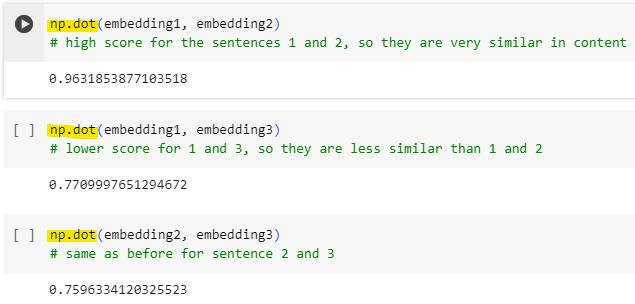 np.dot(embedding1, embedding2)
# high score for the sentences 1 and 2, so they are very similar in content
0.9631853877103518
[ ] np.dot(embedding1, embedding3)
# lower score for 1 and 3, so they are less similar than 1 and 2
0.7709997651294672
[ ] np.dot(embedding2, embedding3)
# same as before for sentence 2 and 3
0.7596334120325523